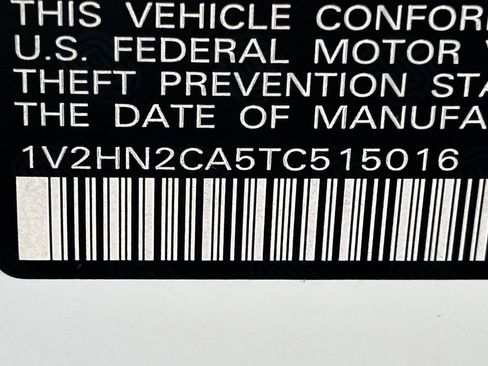 THIS VEHICLE CONFOR
U.S. FEDERAL MOTOR
THEFT PREVENTION STA
THE DATE OF MANUFA
1V2HN2CA5TC515016